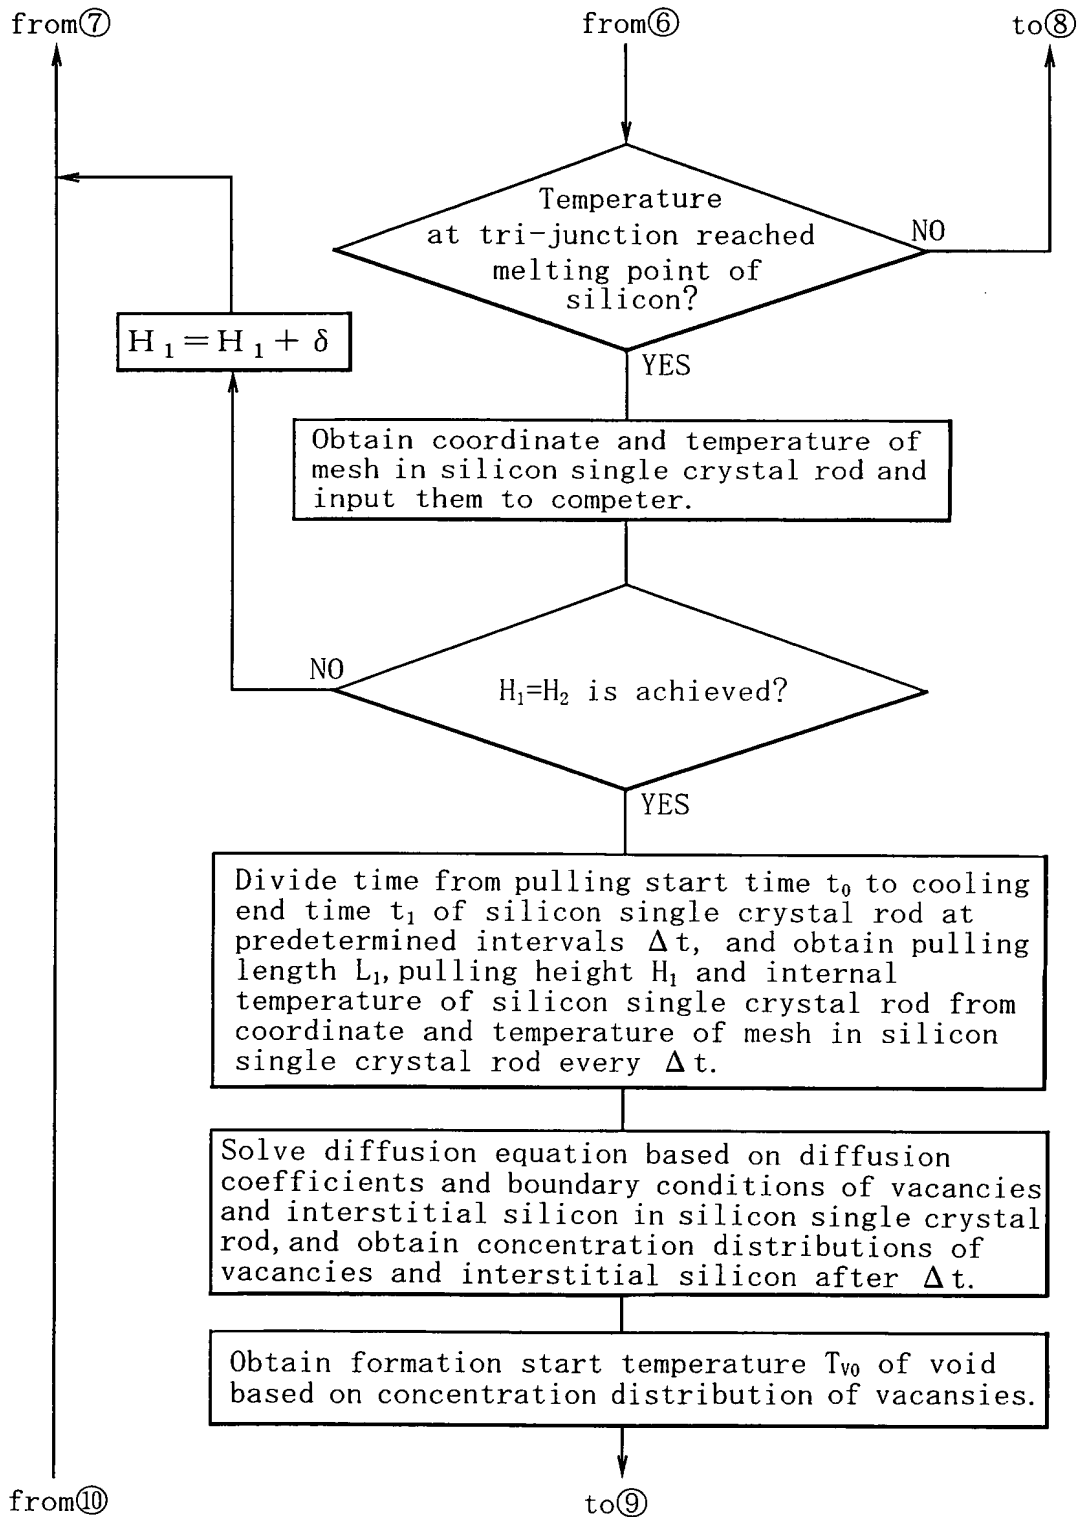 from⑦
from⑥
to⑧
Temperature
at tri-junction reached
melting point of
silicon?
NO
YES
H₁=H₁+δ
Obtain coordinate and temperature of
mesh in silicon single crystal rod and
input them to competer.
NO
H₁=H₂ is achieved?
YES
Divide time from pulling start time t₀ to cooling
end time t₁ of silicon single crystal rod at
predetermined intervals Δt, and obtain pulling
length L₁, pulling height H₁ and internal
temperature of silicon single crystal rod from
coordinate and temperature of mesh in silicon
single crystal rod every Δt.
Solve diffusion equation based on diffusion
coefficients and boundary conditions of vacancies
and interstitial silicon in silicon single crystal
rod, and obtain concentration distributions of
vacancies and interstitial silicon after Δt.
Obtain formation start temperature Tᵥ₀ of void
based on concentration distribution of vacansies.
from⑩
to⑨